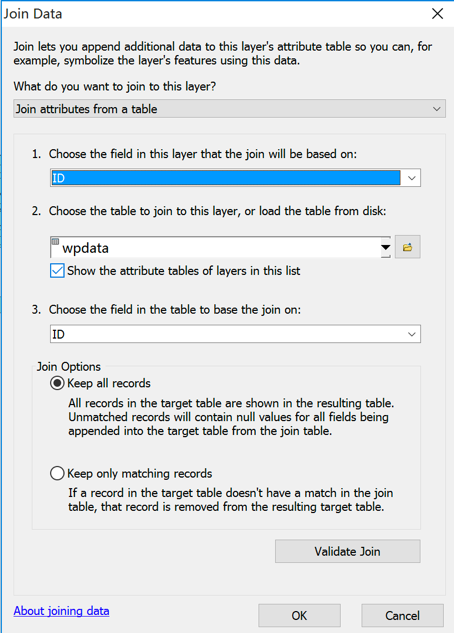 Join Data
Join lets you append additional data to this layer's attribute table so you can, for
example, symbolize the layer's features using this data.
What do you want to join to this layer?
Join attributes from a table
1. Choose the field in this layer that the join will be based on:
ID
2. Choose the table to join to this layer, or load the table from disk:
wpdata
Show the attribute tables of layers in this list
3. Choose the field in the table to base the join on:
ID
Join Options
Keep all records
All records in the target table are shown in the resulting table.
Unmatched records will contain null values for all fields being
appended into the target table from the join table.
Keep only matching records
If a record in the target table doesn't have a match in the join
table, that record is removed from the resulting target table.
Validate Join
About joining data
OK
Cancel